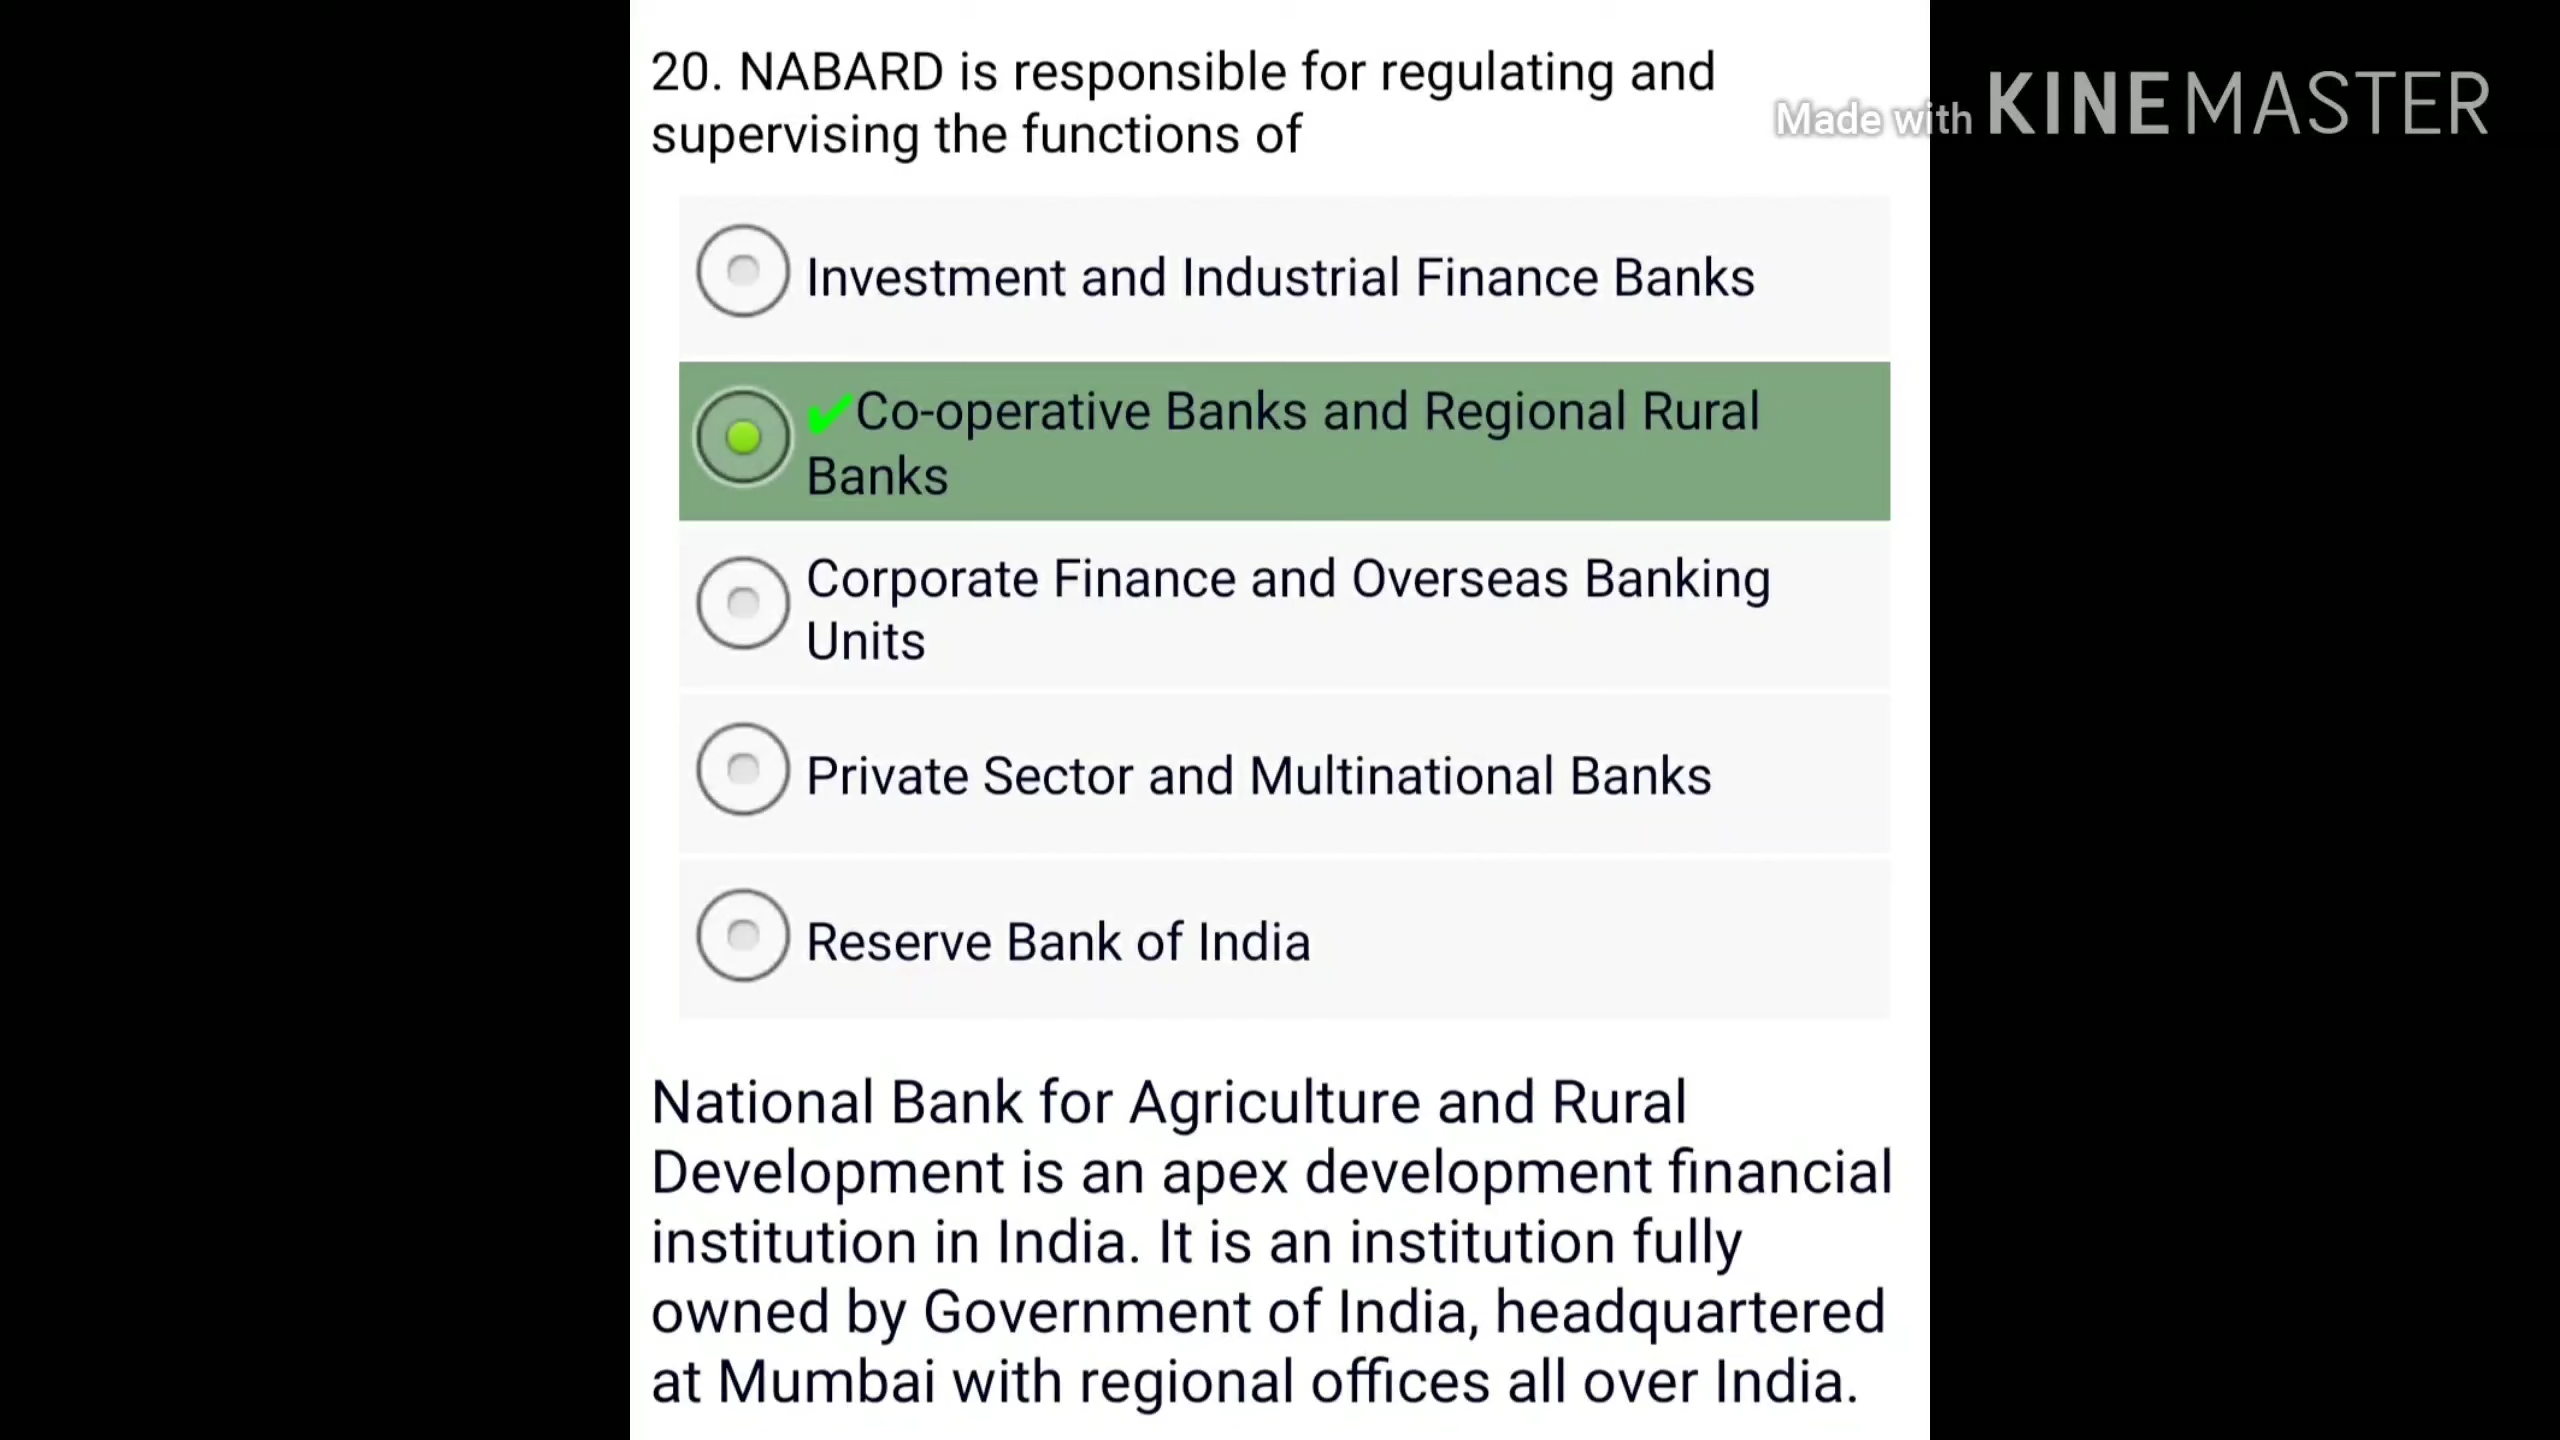 20. NABARD is responsible for regulating and
supervising the functions of
Made with KINEMASTER
Investment and Industrial Finance Banks
✔Co-operative Banks and Regional Rural
Banks
Corporate Finance and Overseas Banking
Units
Private Sector and Multinational Banks
Reserve Bank of India
National Bank for Agriculture and Rural
Development is an apex development financial
institution in India. It is an institution fully
owned by Government of India, headquartered
at Mumbai with regional offices all over India.